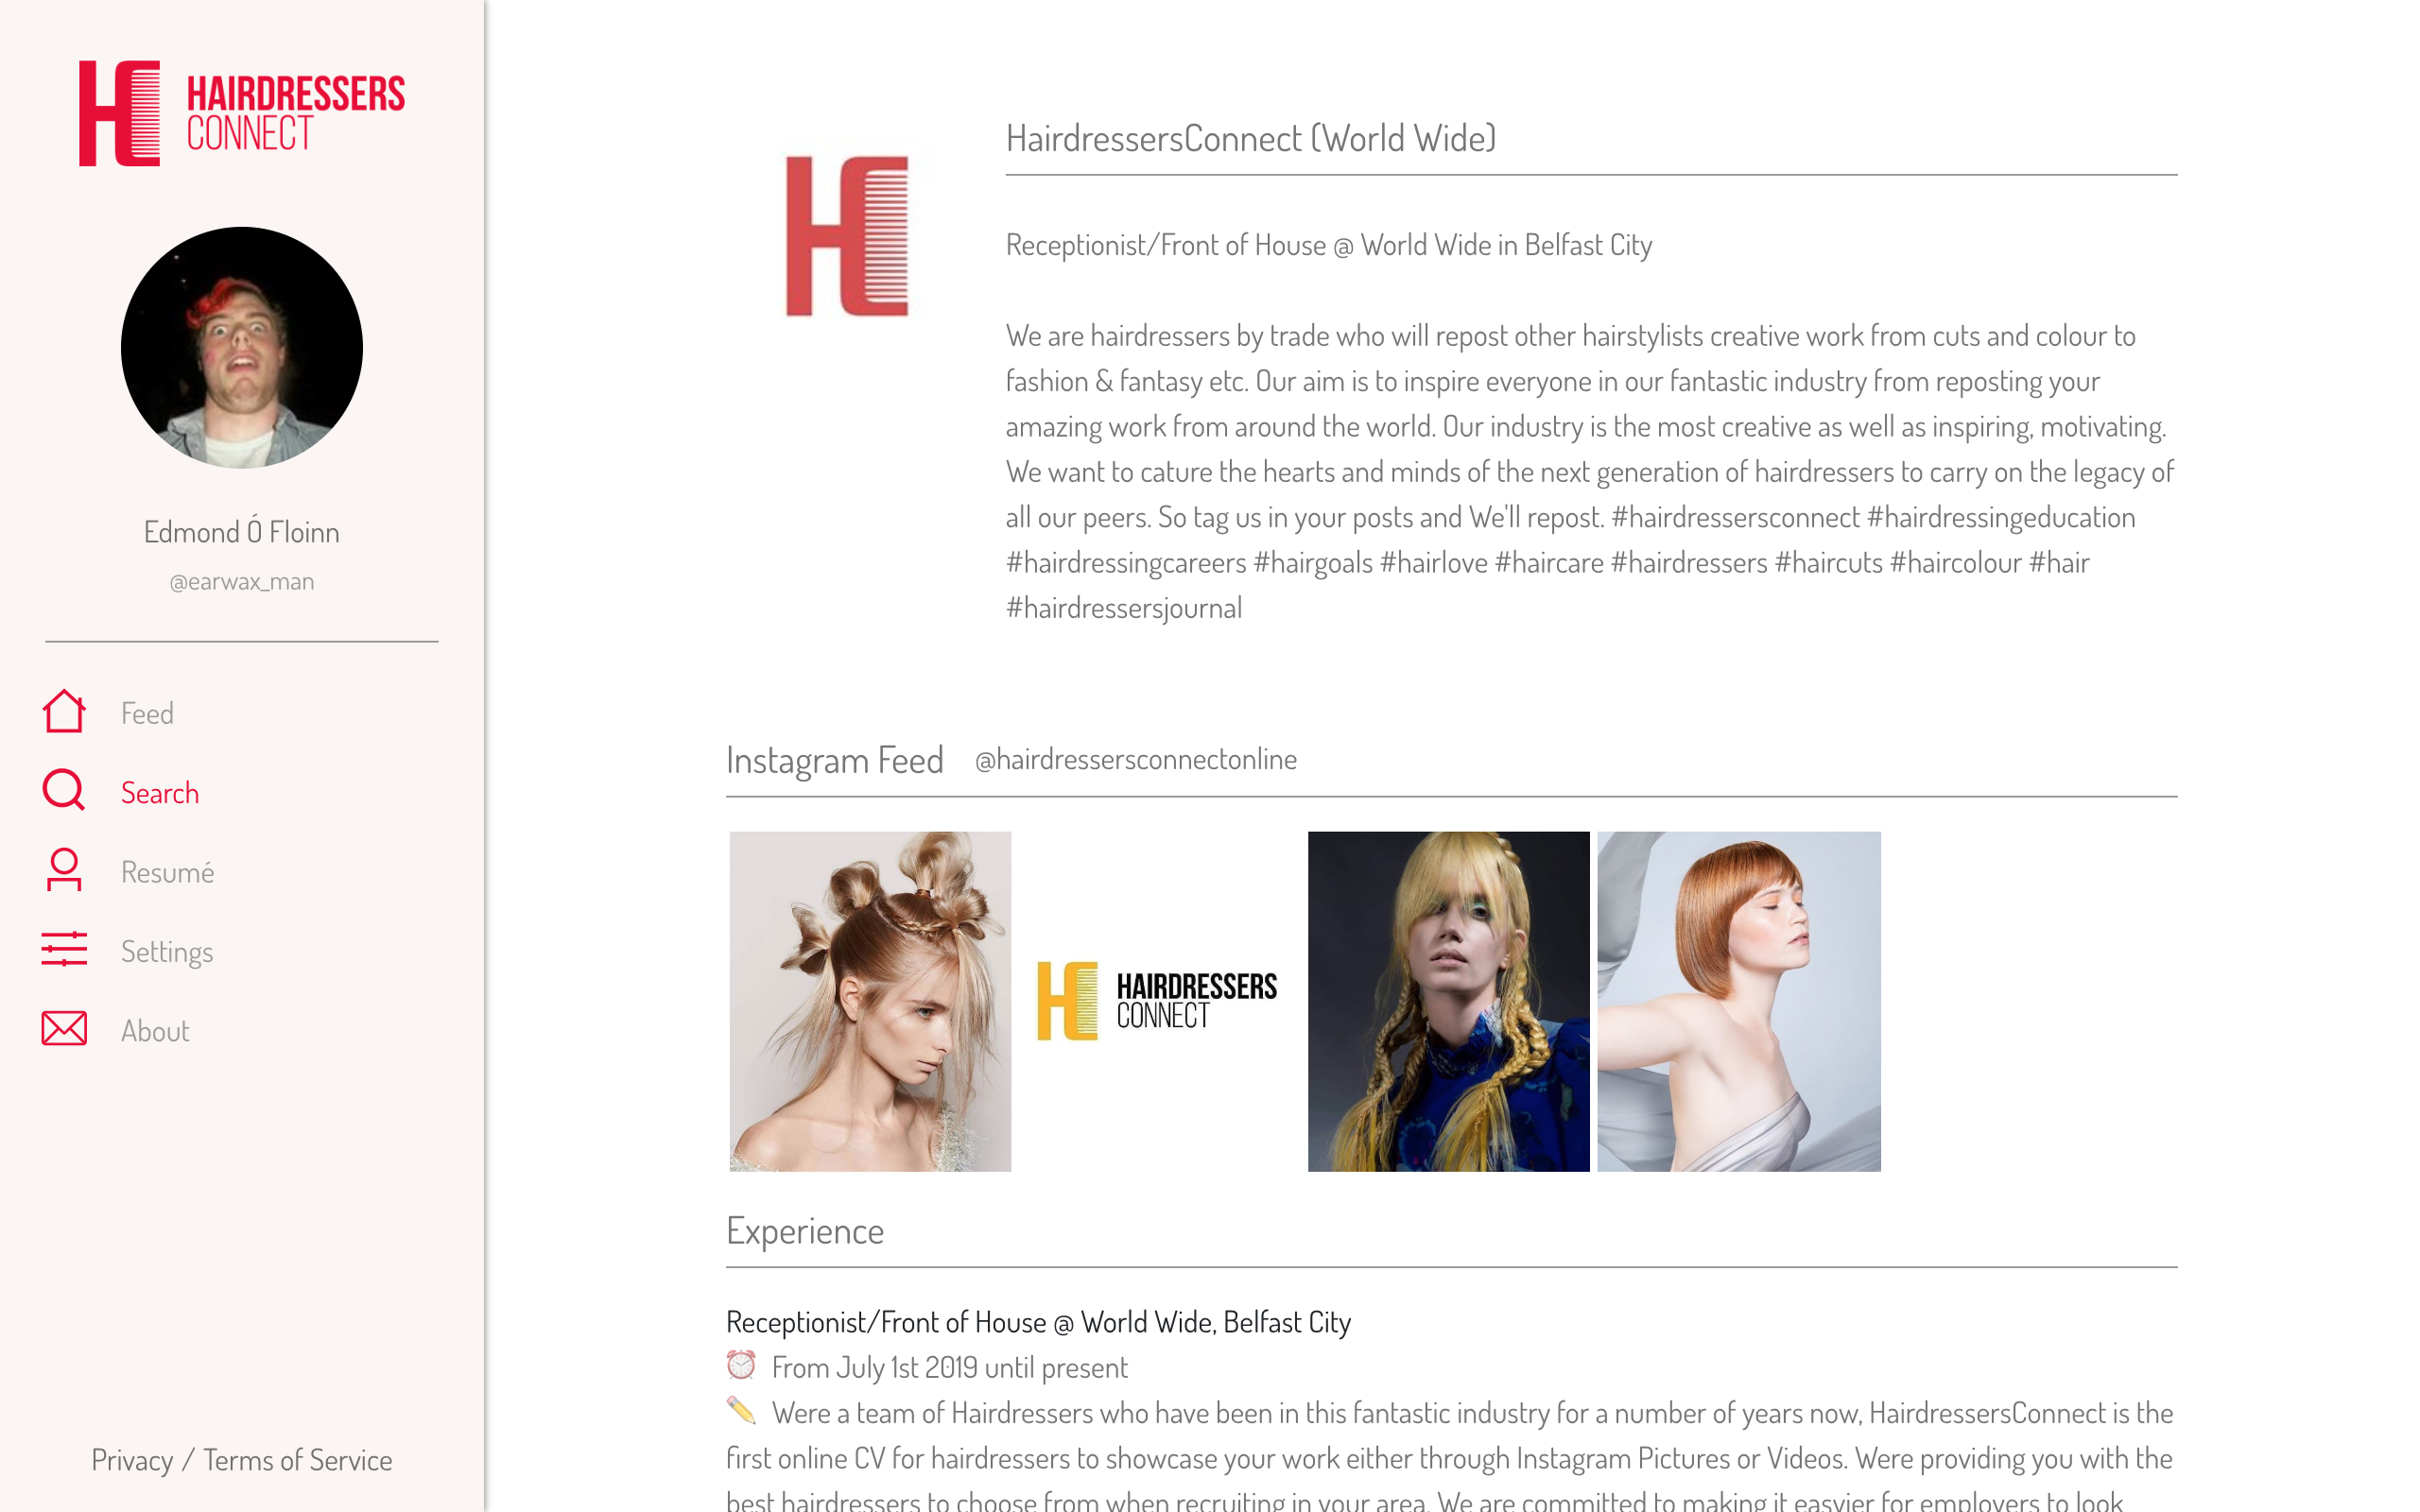 HAIRDRESSERS
CONNECT
Edmond Ó Floinn
@earwax_man
Feed
Search
Resumé
Settings
About
Privacy / Terms of Service
HairdressersConnect (World Wide)
Receptionist/Front of House @ World Wide in Belfast City
We are hairdressers by trade who will repost other hairstylists creative work from cuts and colour to
fashion & fantasy etc. Our aim is to inspire everyone in our fantastic industry from reposting your
amazing work from around the world. Our industry is the most creative as well as inspiring, motivating.
We want to cature the hearts and minds of the next generation of hairdressers to carry on the legacy of
all our peers. So tag us in your posts and We'll repost. #hairdressersconnect #hairdressingeducation
#hairdressingcareers #hairgoals #hairlove #haircare #hairdressers #haircuts #haircolour #hair
#hairdressersjournal
Instagram Feed @hairdressersconnectonline
HAIRDRESSERS
CONNECT
Experience
Receptionist/Front of House @ World Wide, Belfast City
From July 1st 2019 until present
Were a team of Hairdressers who have been in this fantastic industry for a number of years now, HairdressersConnect is the
first online CV for hairdressers to showcase your work either through Instagram Pictures or Videos. Were providing you with the
best hairdressers to choose from when recruiting in your area. We are committed to making it easyier for employers to look